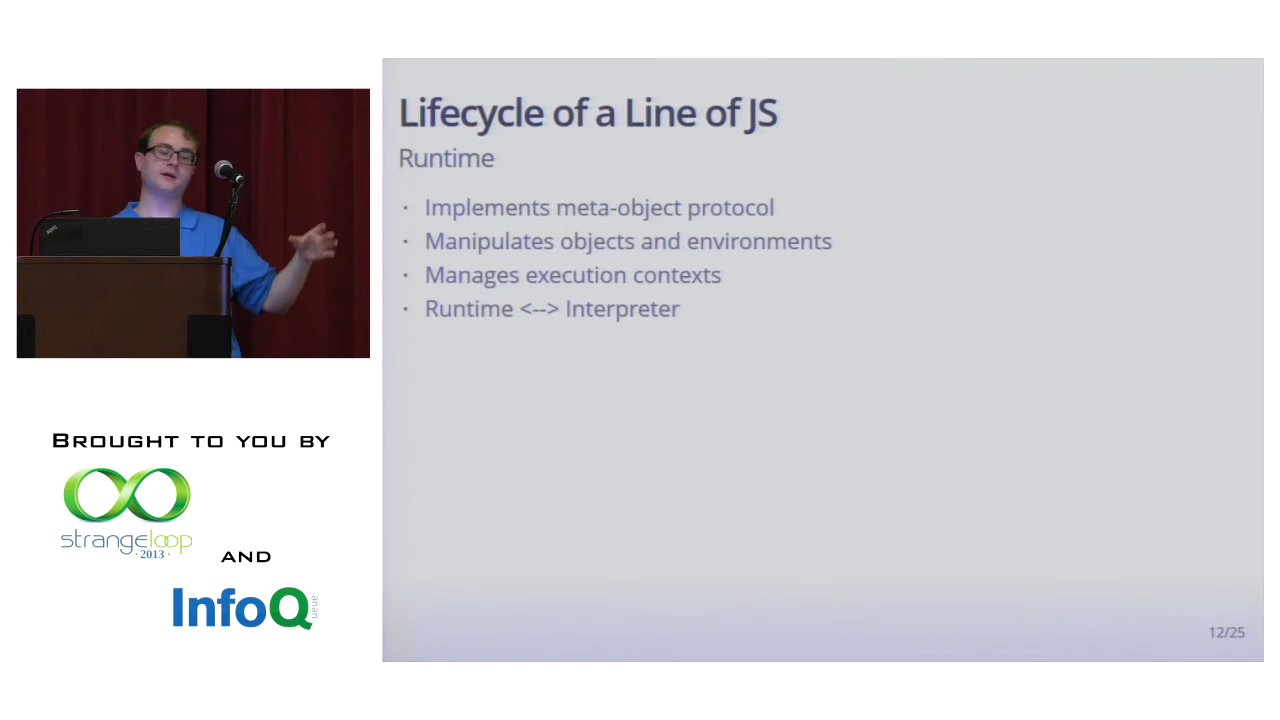 Lifecycle of a Line of JS
Runtime
· Implements meta-object protocol
· Manipulates objects and environments
· Manages execution contexts
· Runtime <--> Interpreter
12/25
BROUGHT TO YOU BY
strangeloop
· 2013 ·
AND
InfoQ